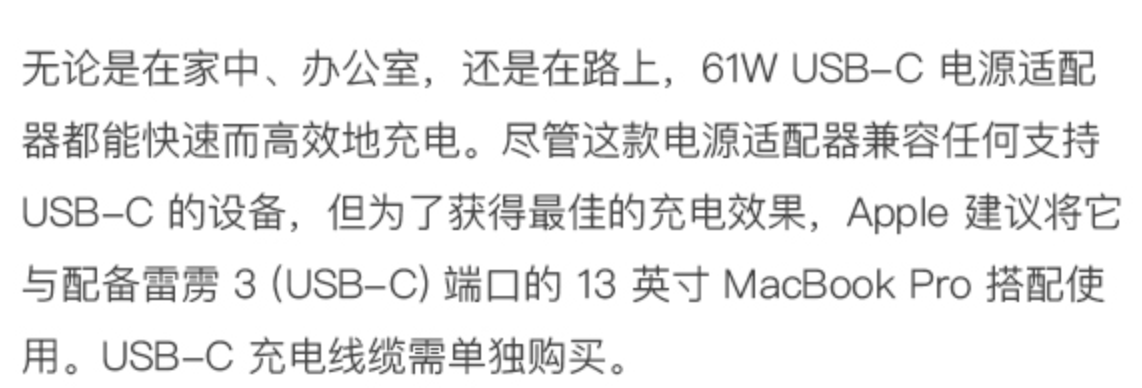 无论是在家中、办公室，还是在路上，61W USB–C 电源适配
器都能快速而高效地充电。尽管这款电源适配器兼容任何支持
USB–C 的设备，但为了获得最佳的充电效果，Apple 建议将它
与配备雷雳 3 (USB–C) 端口的 13 英寸 MacBook Pro 搭配使
用。USB–C 充电线缆需单独购买。